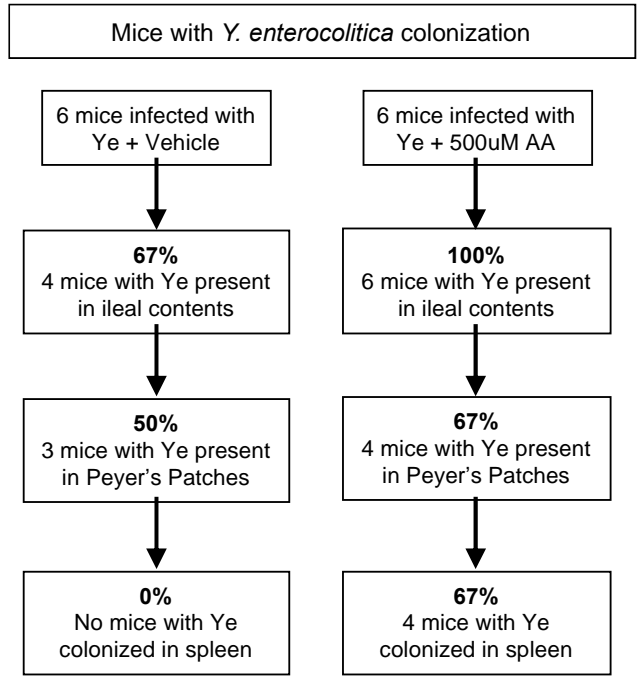 Mice with Y. enterocolitica colonization
6 mice infected with
Ye + Vehicle
67%
4 mice with Ye present
in ileal contents
50%
3 mice with Ye present
in Peyer's Patches
0%
No mice with Ye
colonized in spleen
6 mice infected with
Ye + 500uM AA
100%
6 mice with Ye present
in ileal contents
67%
4 mice with Ye present
in Peyer's Patches
67%
4 mice with Ye
colonized in spleen